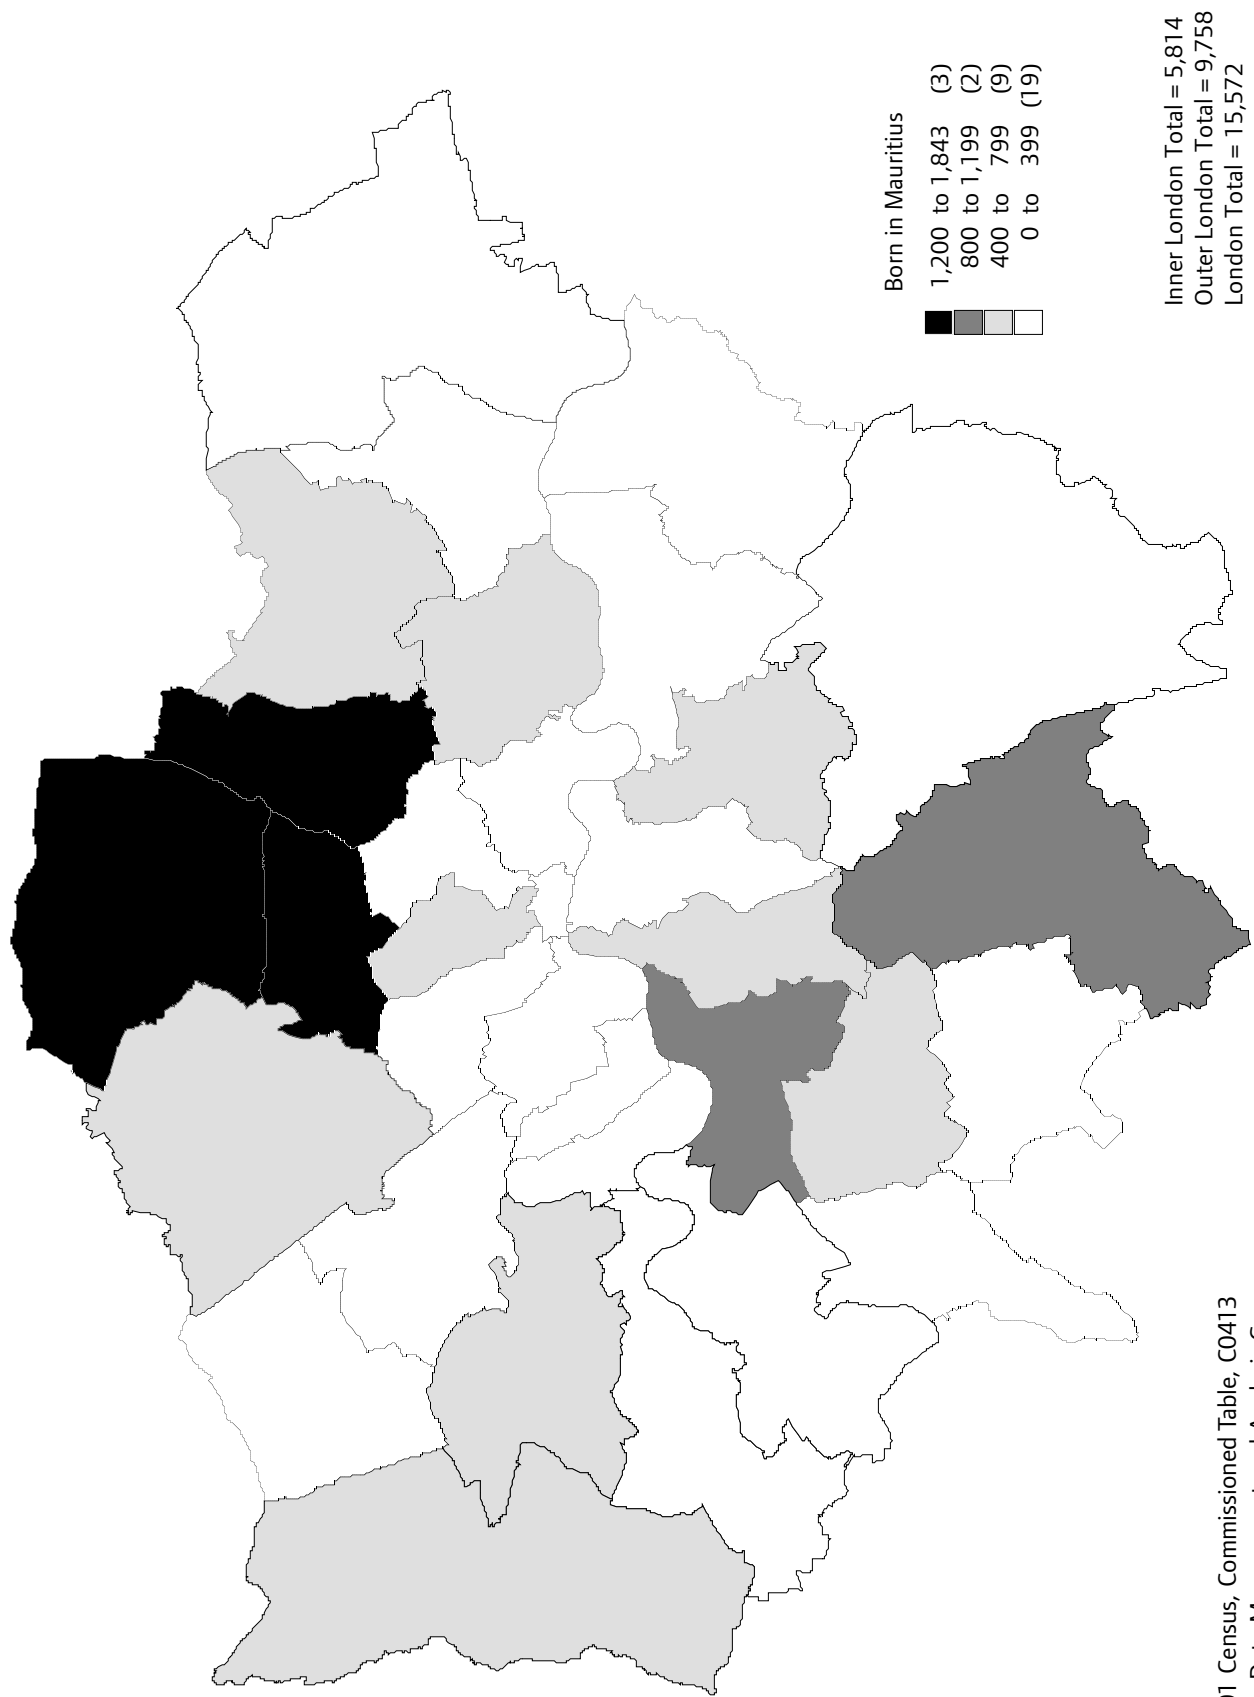 Born in Mauritius
1,200 to 1,843 (3)
800 to 1,199 (2)
400 to 799 (9)
0 to 399 (19)
Inner London Total = 5,814
Outer London Total = 9,758
London Total = 15,572
Census, Commissioned Table, C0413